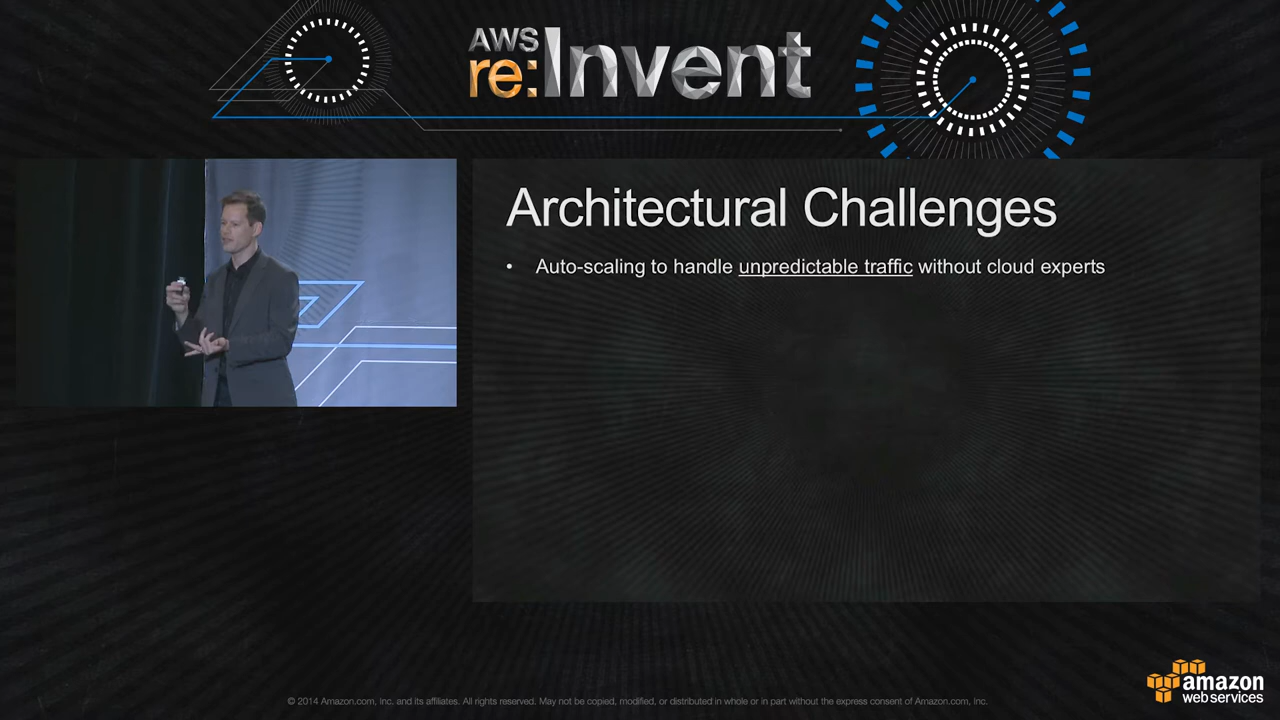 AWS
re:Invent
Architectural Challenges
• Auto-scaling to handle unpredictable traffic without cloud experts
amazon
web services
© 2014 Amazon.com, Inc. and its affiliates. All rights reserved. May not be copied, modified, or distributed in whole or in part without the express consent of Amazon.com, Inc.